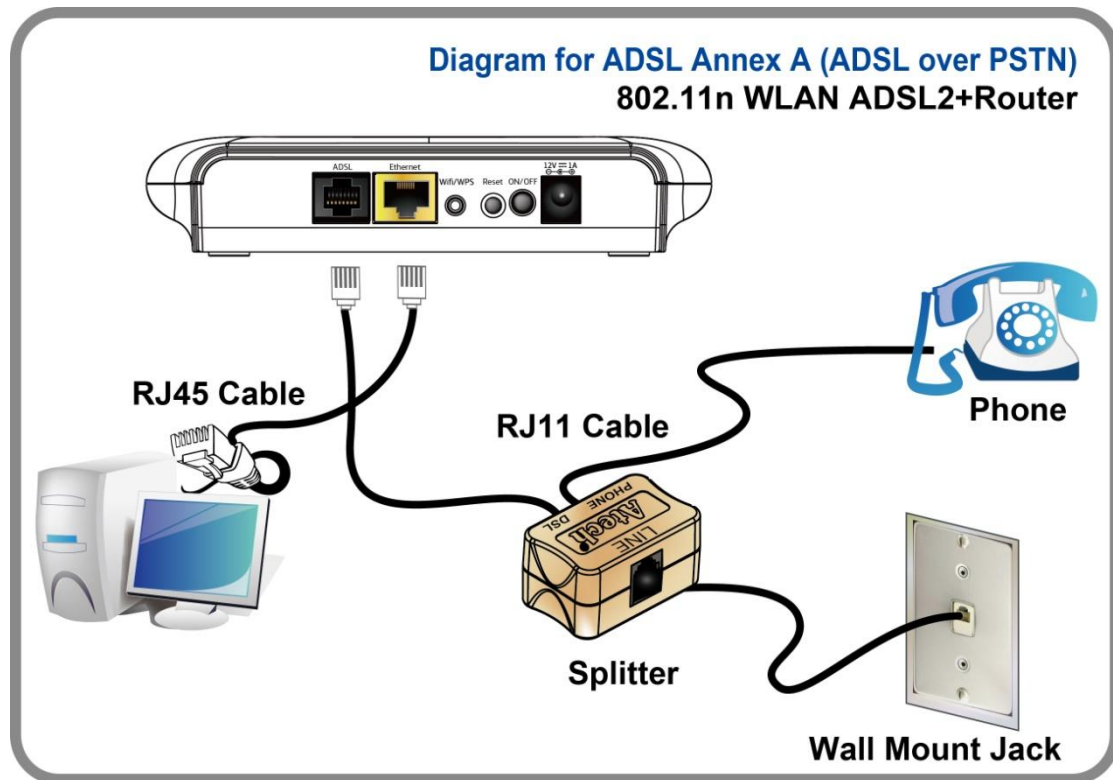 Diagram for ADSL Annex A (ADSL over PSTN)
802.11n WLAN ADSL2+Router
ADSL
Ethernet
Wifi/WPS
Reset
ON/OFF
12V 1A
RJ45 Cable
RJ11 Cable
Phone
PHONE
DSL
Atech®
LINE
Splitter
Wall Mount Jack